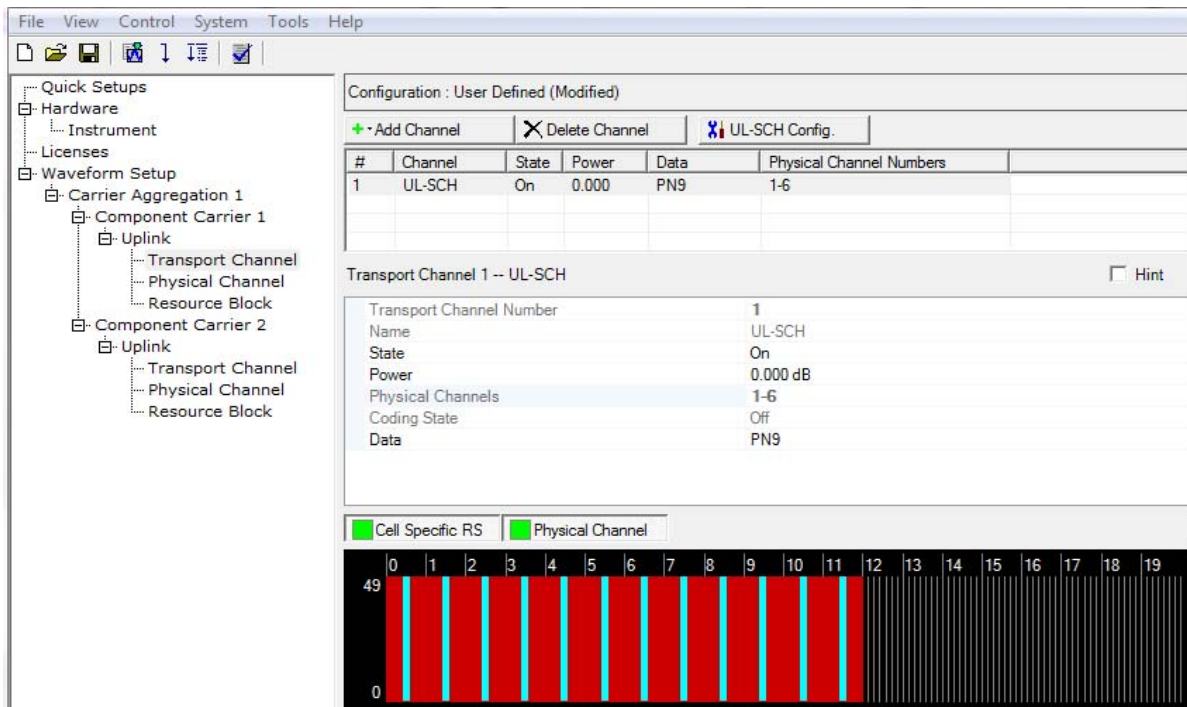 File View Control System Tools Help
Quick Setups
Hardware
Instrument
Licenses
Waveform Setup
Carrier Aggregation 1
Component Carrier 1
Uplink
Transport Channel
Physical Channel
Resource Block
Component Carrier 2
Uplink
Transport Channel
Physical Channel
Resource Block
Configuration : User Defined (Modified)
Add Channel Delete Channel UL-SCH Config.
# Channel State Power Data Physical Channel Numbers
1 UL-SCH On 0.000 PN9 1-6
Transport Channel 1 -- UL-SCH Hint
Transport Channel Number 1
Name UL-SCH
State On
Power 0.000 dB
Physical Channels 1-6
Coding State Off
Data PN9
Cell Specific RS Physical Channel
0 1 2 3 4 5 6 7 8 9 10 11 12 13 14 15 16 17 18 19
49
0